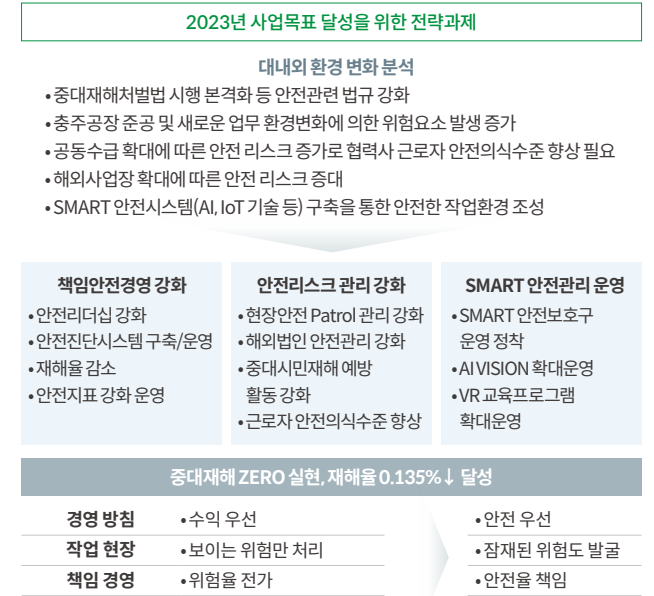 2023년 사업목표 달성을 위한 전략과제
대내외 환경 변화 분석
• 중대재해처벌법 시행 본격화 등 안전관련 법규 강화
• 충주공장 준공 및 새로운 업무 환경변화에 의한 위험요소 발생 증가
• 공동수급 확대에 따른 안전 리스크 증가로 협력사 근로자 안전의식수준 향상 필요
• 해외사업장 확대에 따른 안전 리스크 증대
• SMART 안전시스템(AI, IoT 기술 등) 구축을 통한 안전한 작업환경 조성
책임안전경영 강화
• 안전리더십 강화
• 안전진단시스템 구축/운영
• 재해율 감소
• 안전지표 강화 운영
안전리스크 관리 강화
• 현장안전 Patrol 관리 강화
• 해외법인 안전관리 강화
• 중대시민재해 예방
활동 강화
• 근로자 안전의식수준 향상
SMART 안전관리 운영
• SMART 안전보호구
운영 정착
• AI VISION 확대운영
• VR 교육프로그램
확대운영
중대재해 ZERO 실현, 재해율 0.135%↓ 달성
경영 방침 • 수익 우선 • 안전 우선
작업 현장 • 보이는 위험만 처리 • 잠재된 위험도 발굴
책임 경영 • 위험율 전가 • 안전율 책임